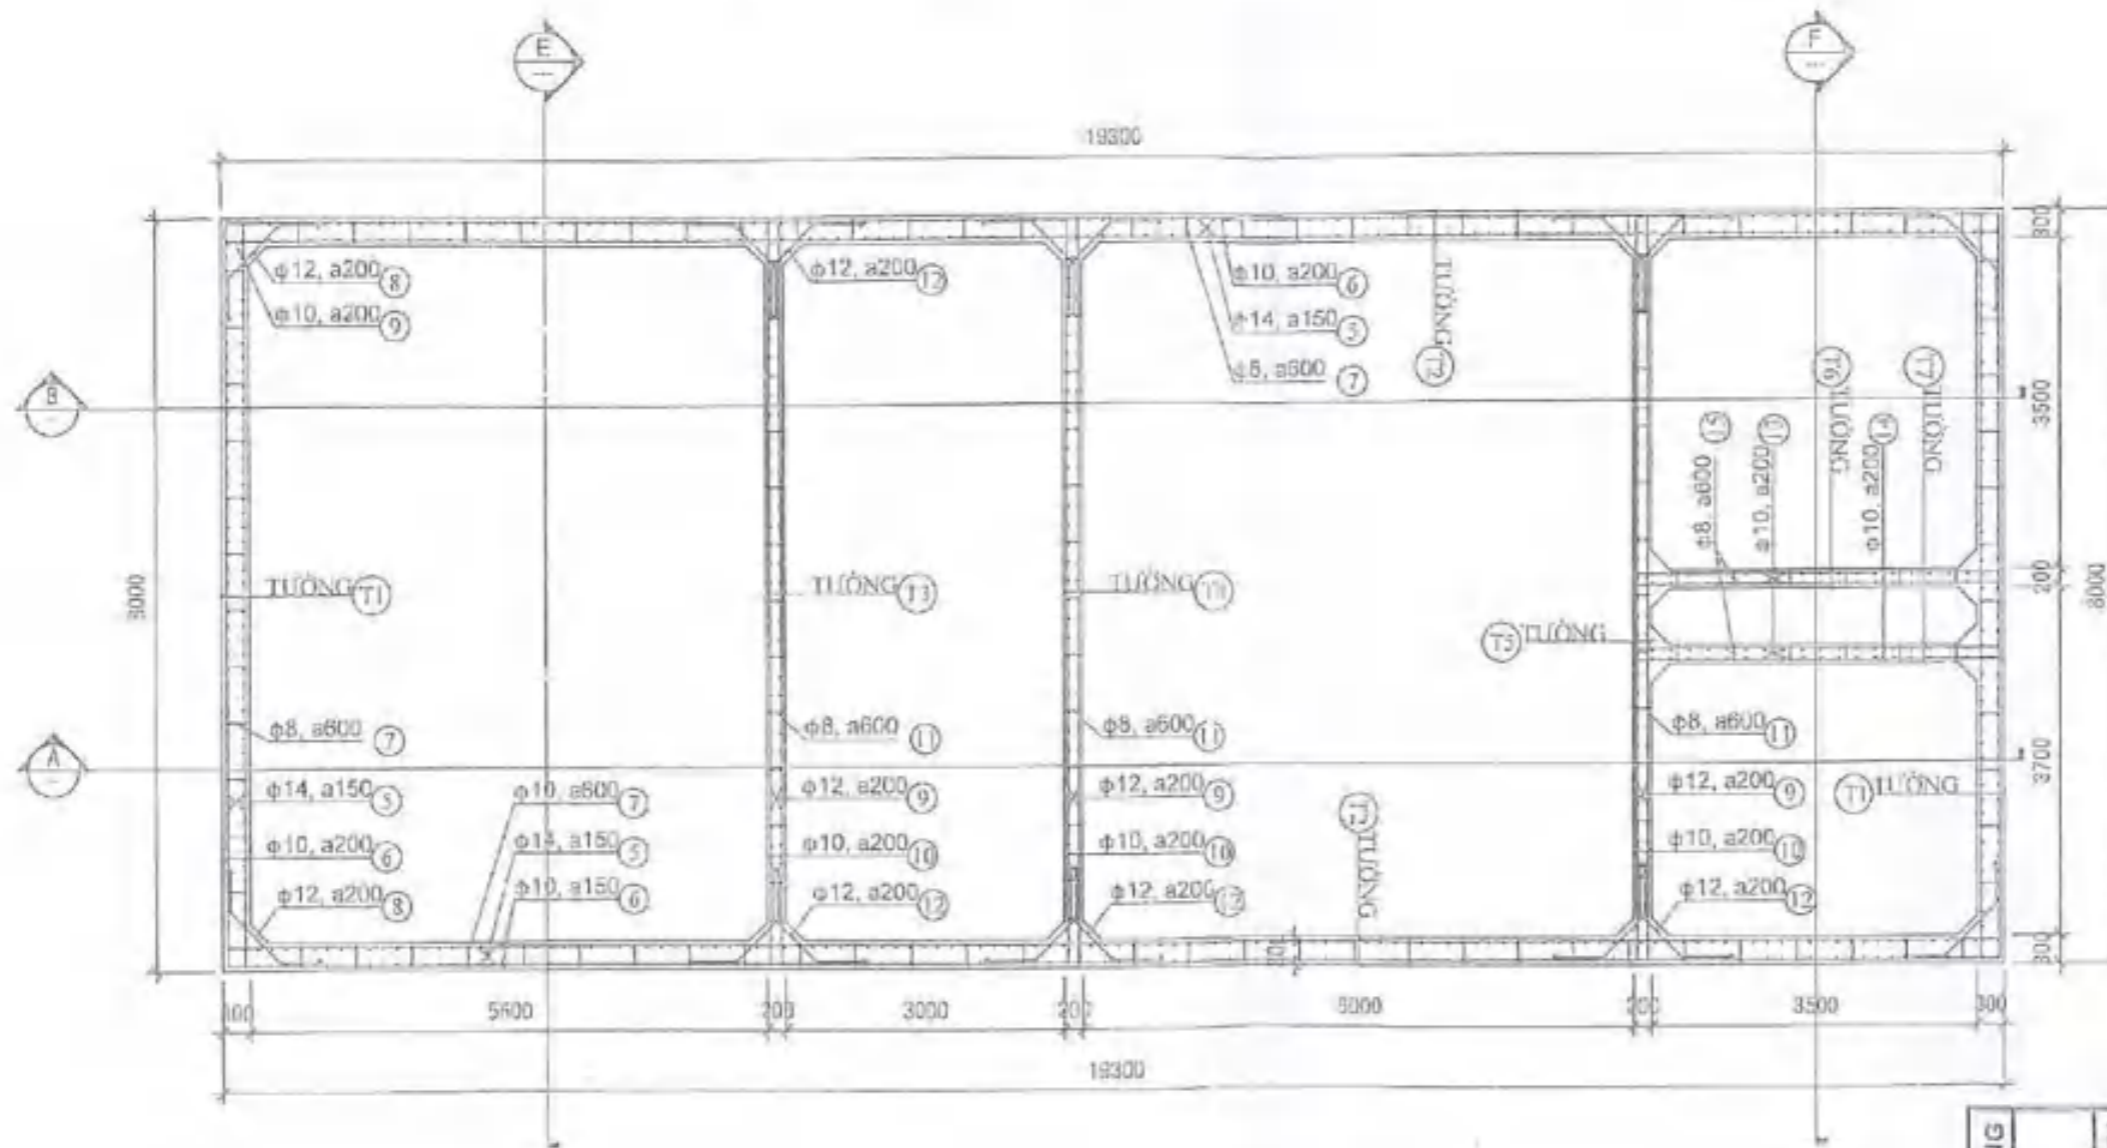 E
F
19300
300
φ12, a200 8
φ12, a200 12
φ10, a200 6
φ10, a200 9
φ14, a150 5
φ8, a600 7
TƯỜNG T2
B
3500
T6 TƯỜNG
T7 TƯỜNG
φ8, a600 15
φ10, a200 13
φ10, a200 14
200
8000
8000
TƯỜNG T1
TƯỜNG T3
TƯỜNG
T5 TƯỜNG
φ8, a600 7
φ8, a600 11
φ8, a600 11
φ8, a600 11
A
3700
φ14, a150 5
φ10, a600 7
φ12, a200 9
φ12, a200 9
φ12, a200 9
T1 TƯỜNG
TƯỜNG
φ10, a200 6
φ14, a150 5
φ10, a200 10
φ10, a200 10
φ10, a200 10
φ12, a200 8
φ10, a150 6
φ12, a200 12
φ12, a200 12
φ12, a200 12
300
5600
200
3000
200
6000
200
3500
300
19300